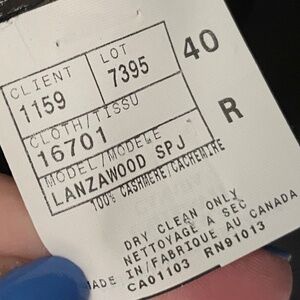 CLIENT LOT 40
1159 7395
CLOTH/TISSU R
16701
MODEL/MODELE
LANZAWOOD SPJ
100% CASHMERE/CACHEMIRE
DRY CLEAN ONLY
NETTOYAGE A SEC
MADE IN/FABRIQUE AU CANADA
CA01103 RN91013